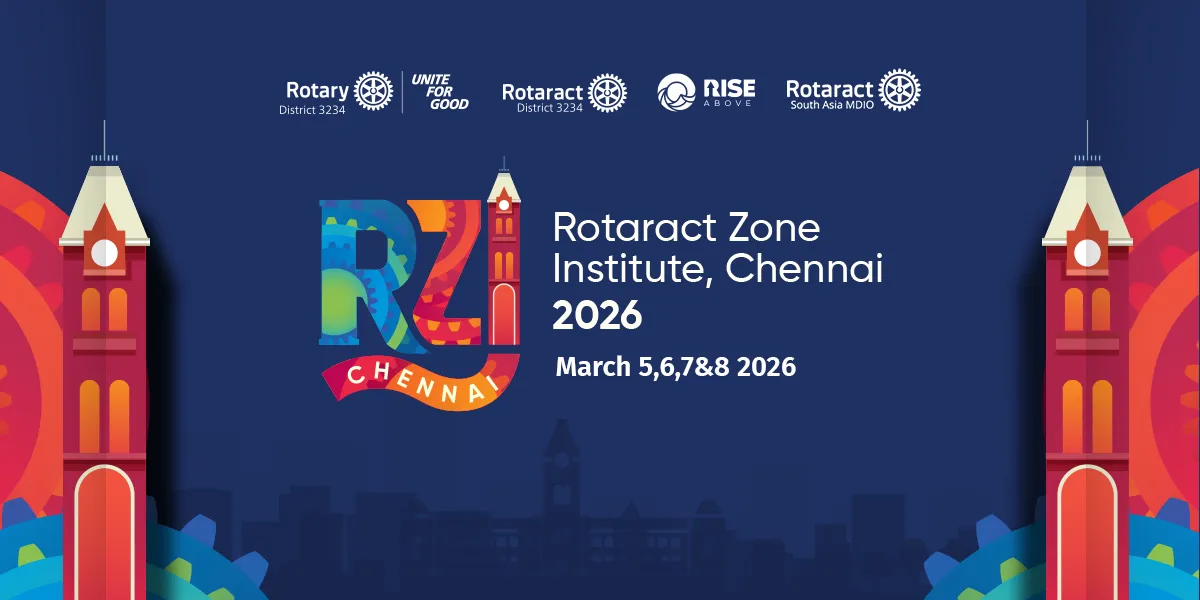 Rotary
District 3234
UNITE
FOR
GOOD
Rotaract
District 3234
RISE
ABOVE
Rotaract
South Asia MDIO
RZI
CHENNAI
Rotaract Zone
Institute, Chennai
2026
March 5,6,7&8 2026